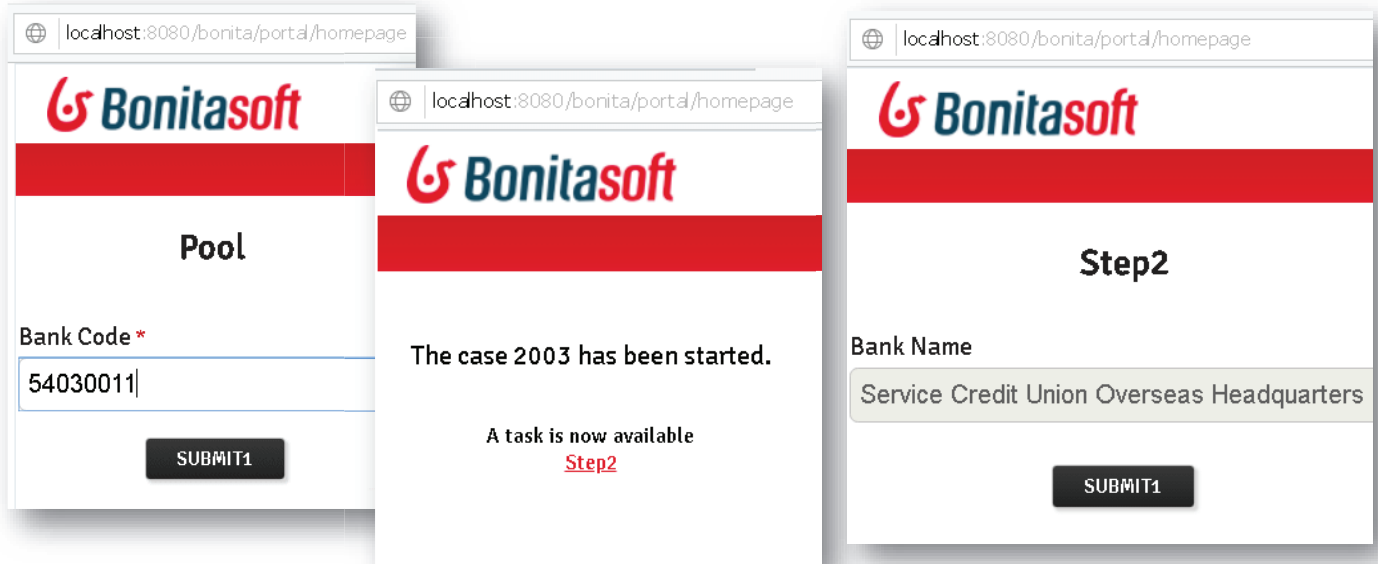 localhost:8080/bonita/portal/homepage
Bonitasoft
Pool
Bank Code *
54030011
SUBMIT1
localhost:8080/bonita/portal/homepage
Bonitasoft
The case 2003 has been started.
A task is now available
Step2
localhost:8080/bonita/portal/homepage
Bonitasoft
Step2
Bank Name
Service Credit Union Overseas Headquarters
SUBMIT1